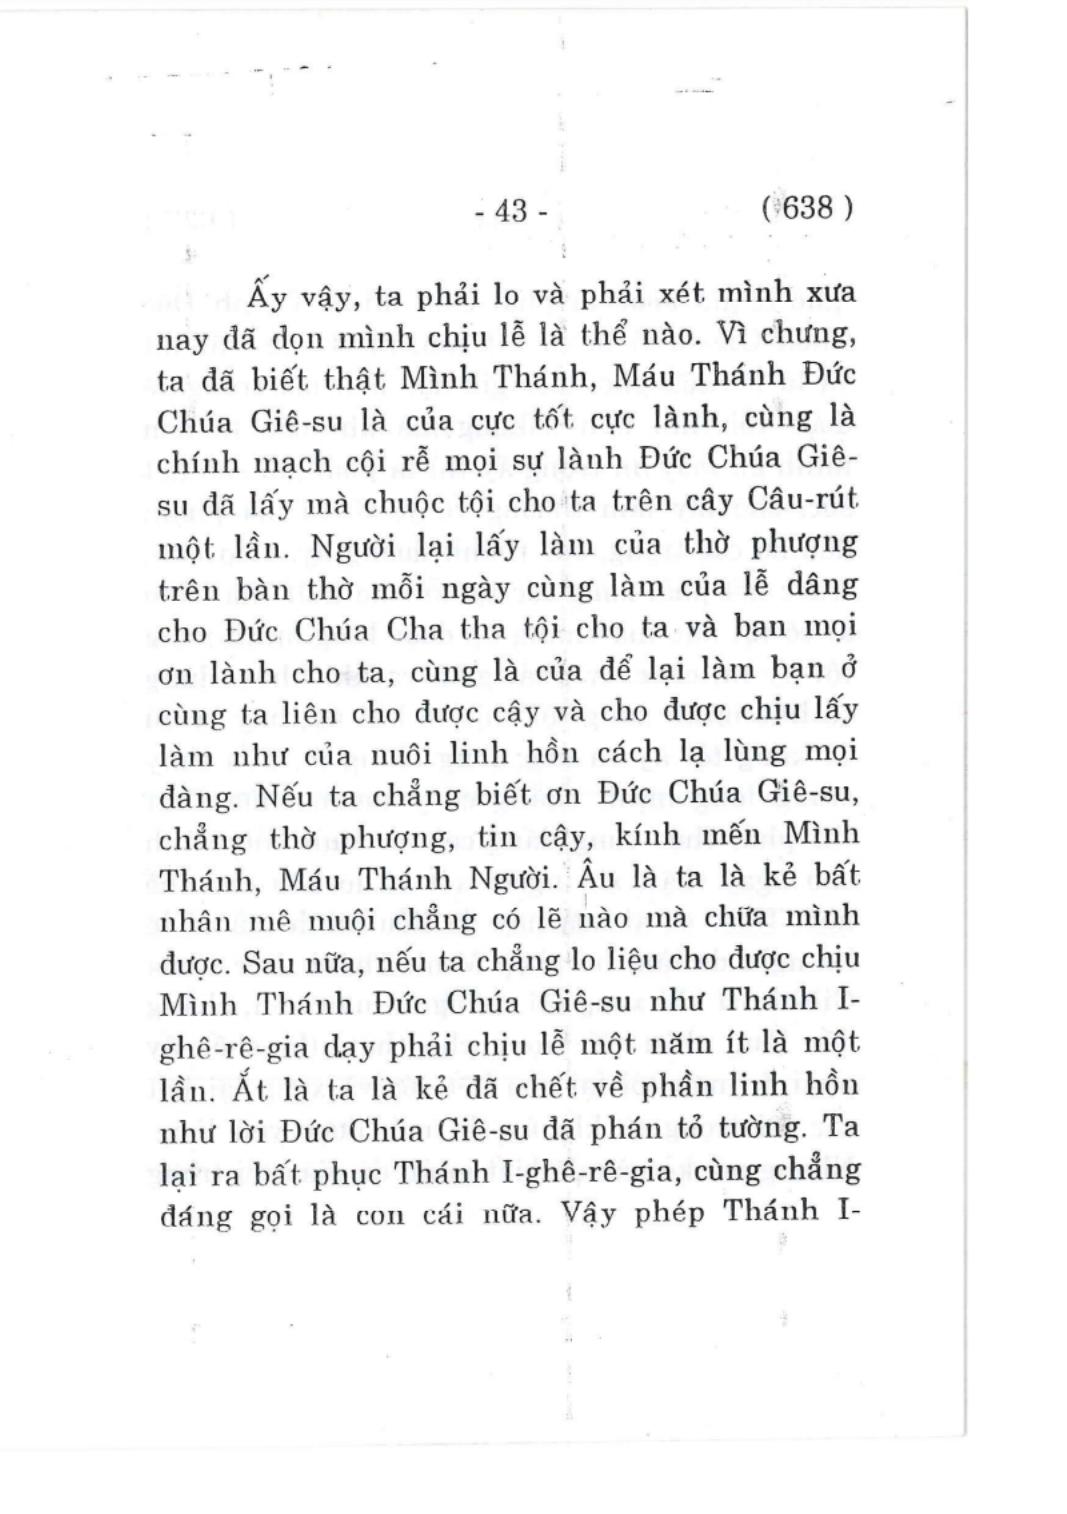 - 43 - ( 638 )
Ấy vậy, ta phải lo và phải xét mình xưa
nay đã dọn mình chịu lễ là thể nào. Vì chưng,
ta đã biết thật Mình Thánh, Máu Thánh Đức
Chúa Giê-su là của cực tốt cực lành, cùng là
chính mạch cội rễ mọi sự lành Đức Chúa Giê-
su đã lấy mà chuộc tội cho ta trên cây Câu-rút
một lần. Người lại lấy làm của thờ phượng
trên bàn thờ mỗi ngày cùng làm của lễ dâng
cho Đức Chúa Cha tha tội cho ta và ban mọi
ơn lành cho ta, cùng là của để lại làm bạn ở
cùng ta liên cho được cậy và cho được chịu lấy
làm như của nuôi linh hồn cách lạ lùng mọi
đàng. Nếu ta chẳng biết ơn Đức Chúa Giê-su,
chẳng thờ phượng, tin cậy, kính mến Mình
Thánh, Máu Thánh Người. Âu là ta là kẻ bất
nhân mê muội chẳng có lẽ nào mà chữa mình
được. Sau nữa, nếu ta chẳng lo liệu cho được chịu
Mình Thánh Đức Chúa Giê-su như Thánh I-
ghê-rê-gia dạy phải chịu lễ một năm ít là một
lần. Ắt là ta là kẻ đã chết về phần linh hồn
như lời Đức Chúa Giê-su đã phán tỏ tường. Ta
lại ra bất phục Thánh I-ghê-rê-gia, cùng chẳng
đáng gọi là con cái nữa. Vậy phép Thánh I-